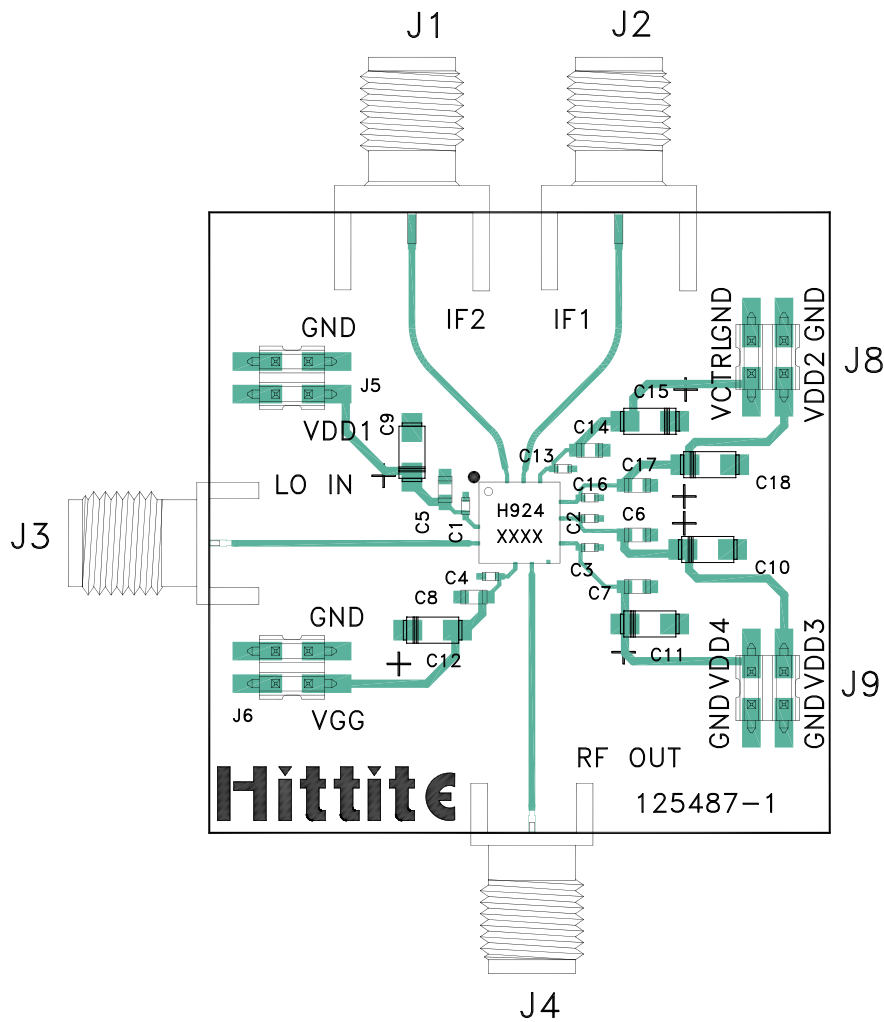 J1
J2
IF2
IF1
GND
J5
VDD1
C9
LO IN
C5
C1
J3
VCTRL
GND
GND
VDD2
J8
C15
C14
C13
C17
C16
C18
H924
XXXX
C2
C6
C3
C10
C7
C4
C8
C12
C11
GND
J6
VGG
GND
VDD4
GND
VDD3
J9
RF OUT
Hittite
125487-1
J4